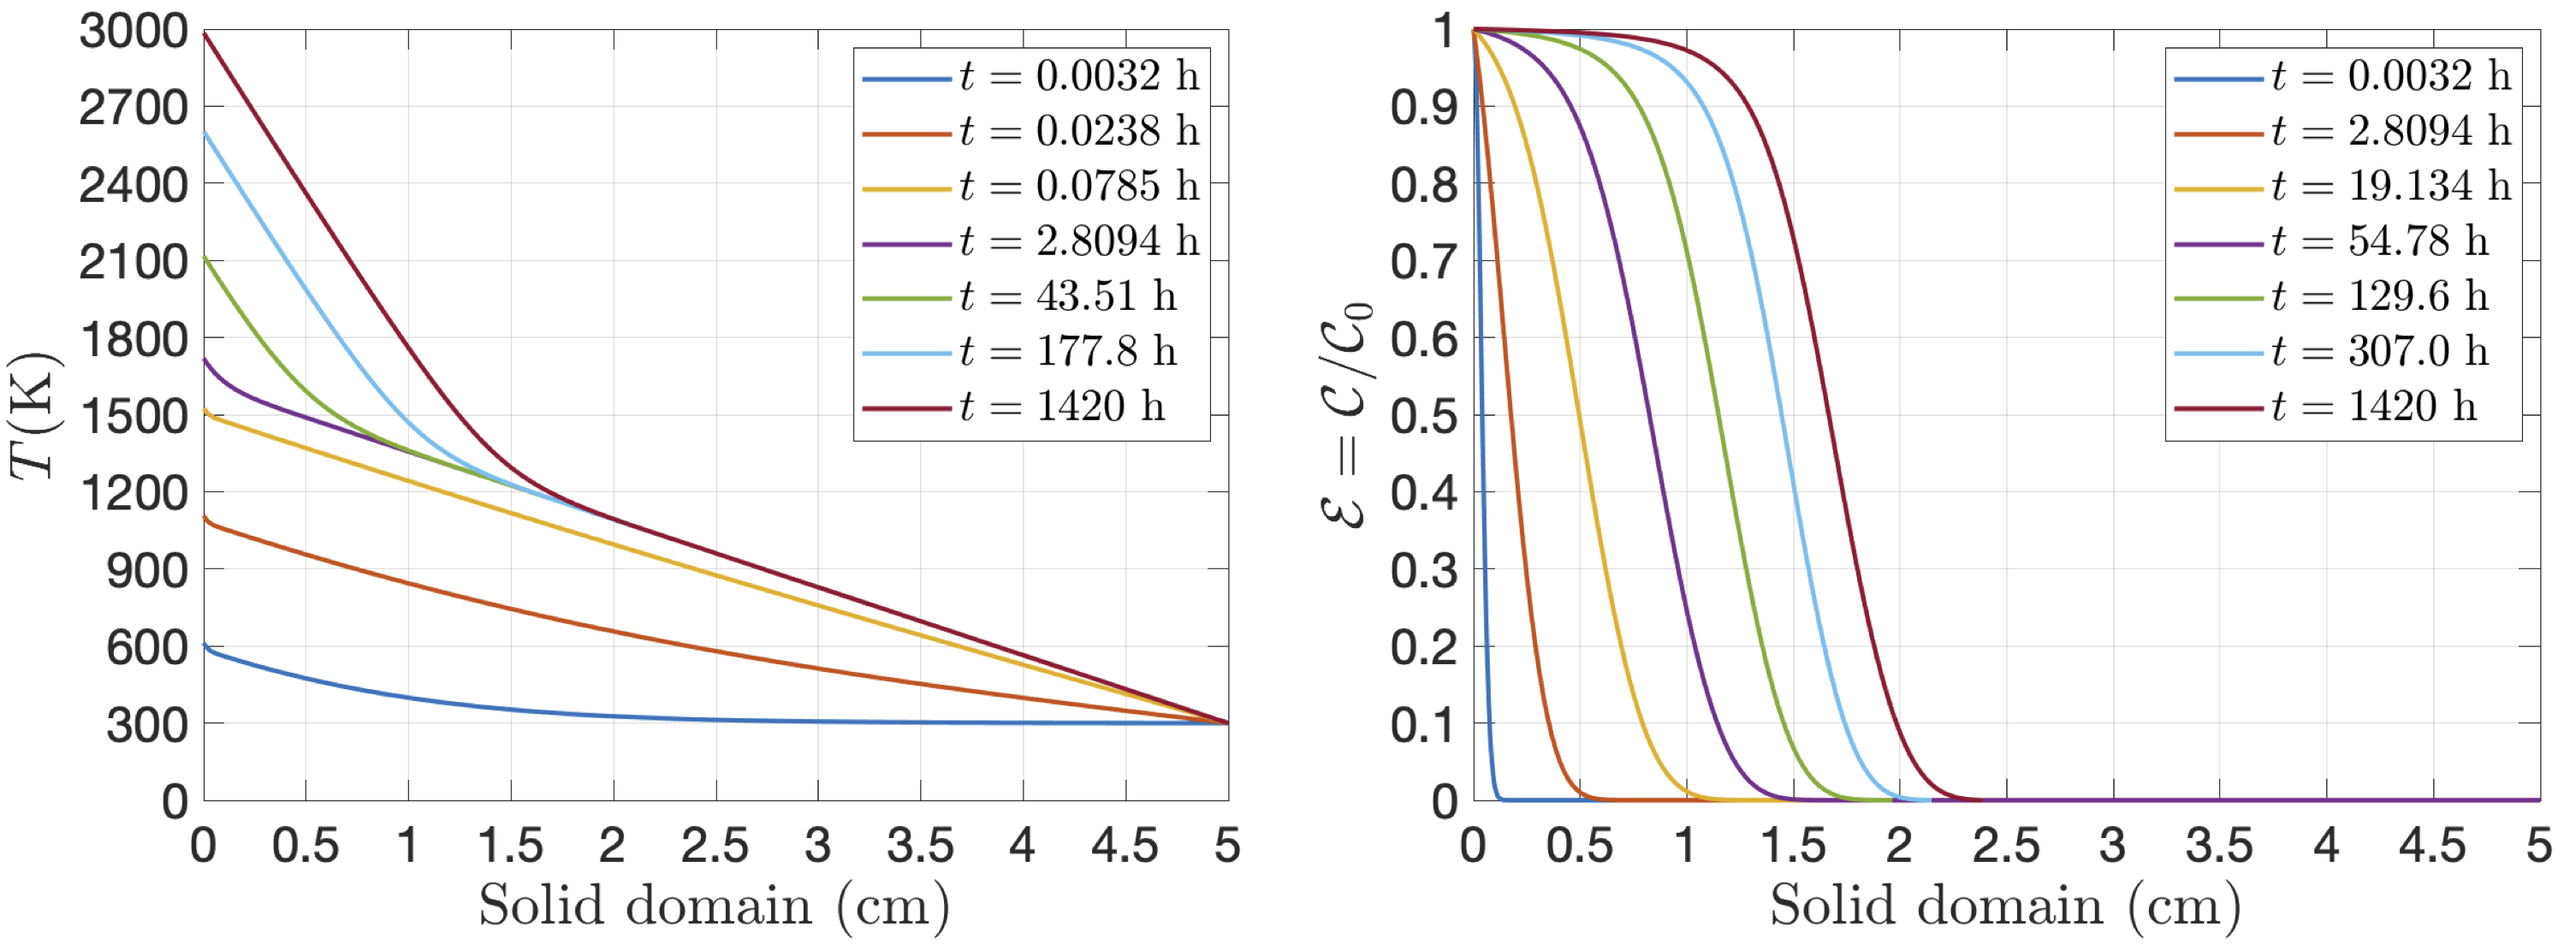 3000
2700
2400
2100
1800
1500
1200
900
600
300
0
T(K)
0 0.5 1 1.5 2 2.5 3 3.5 4 4.5 5
Solid domain (cm)
t = 0.0032 h
t = 0.0238 h
t = 0.0785 h
t = 2.8094 h
t = 43.51 h
t = 177.8 h
t = 1420 h
1
0.9
0.8
0.7
0.6
0.5
0.4
0.3
0.2
0.1
0
ℰ = 𝒞/𝒞₀
0 0.5 1 1.5 2 2.5 3 3.5 4 4.5 5
Solid domain (cm)
t = 0.0032 h
t = 2.8094 h
t = 19.134 h
t = 54.78 h
t = 129.6 h
t = 307.0 h
t = 1420 h